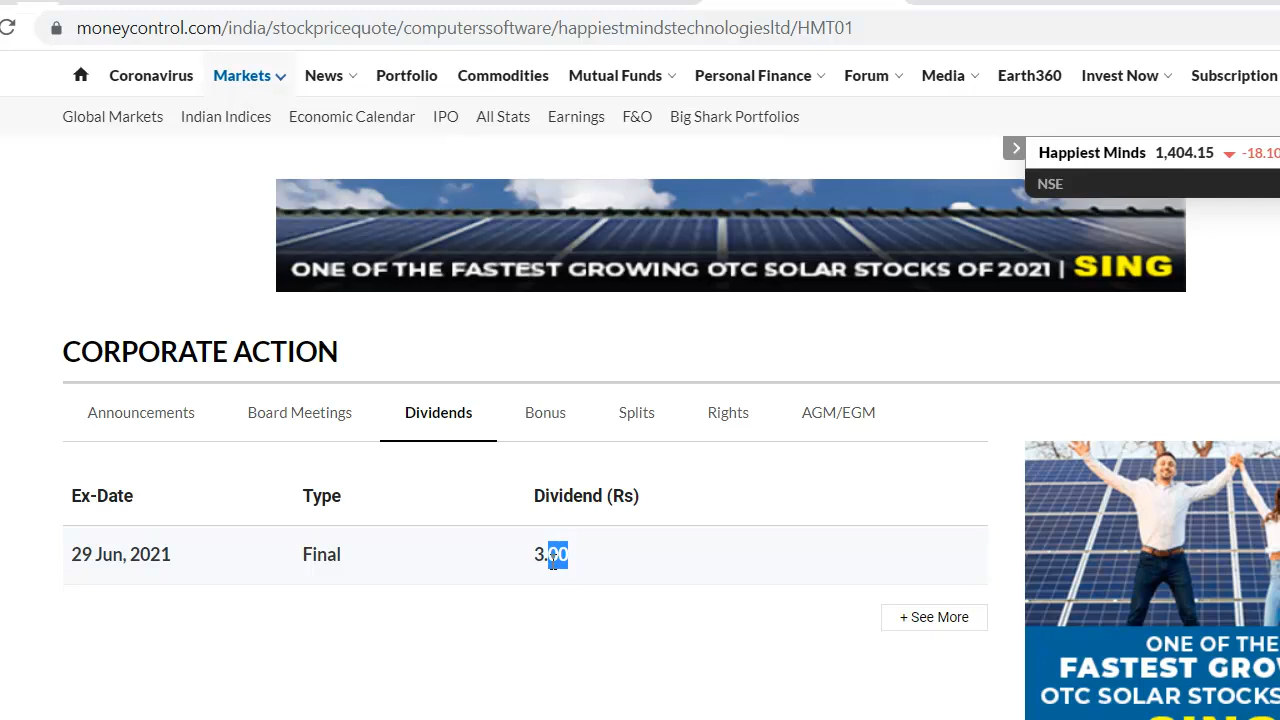 moneycontrol.com/india/stockpricequote/computerssoftware/happiestmindstechnologiesltd/HMT01
Coronavirus Markets News Portfolio Commodities Mutual Funds Personal Finance Forum Media Earth360 Invest Now Subscription
Global Markets Indian Indices Economic Calendar IPO All Stats Earnings F&O Big Shark Portfolios
Happiest Minds 1,404.15 -18.10
NSE
ONE OF THE FASTEST GROWING OTC SOLAR STOCKS OF 2021 | SING
CORPORATE ACTION
Announcements Board Meetings Dividends Bonus Splits Rights AGM/EGM
Ex-Date Type Dividend (Rs)
29 Jun, 2021 Final 3.00
+ See More
ONE OF THE
FASTEST GRO
OTC SOLAR STOCKS
SING